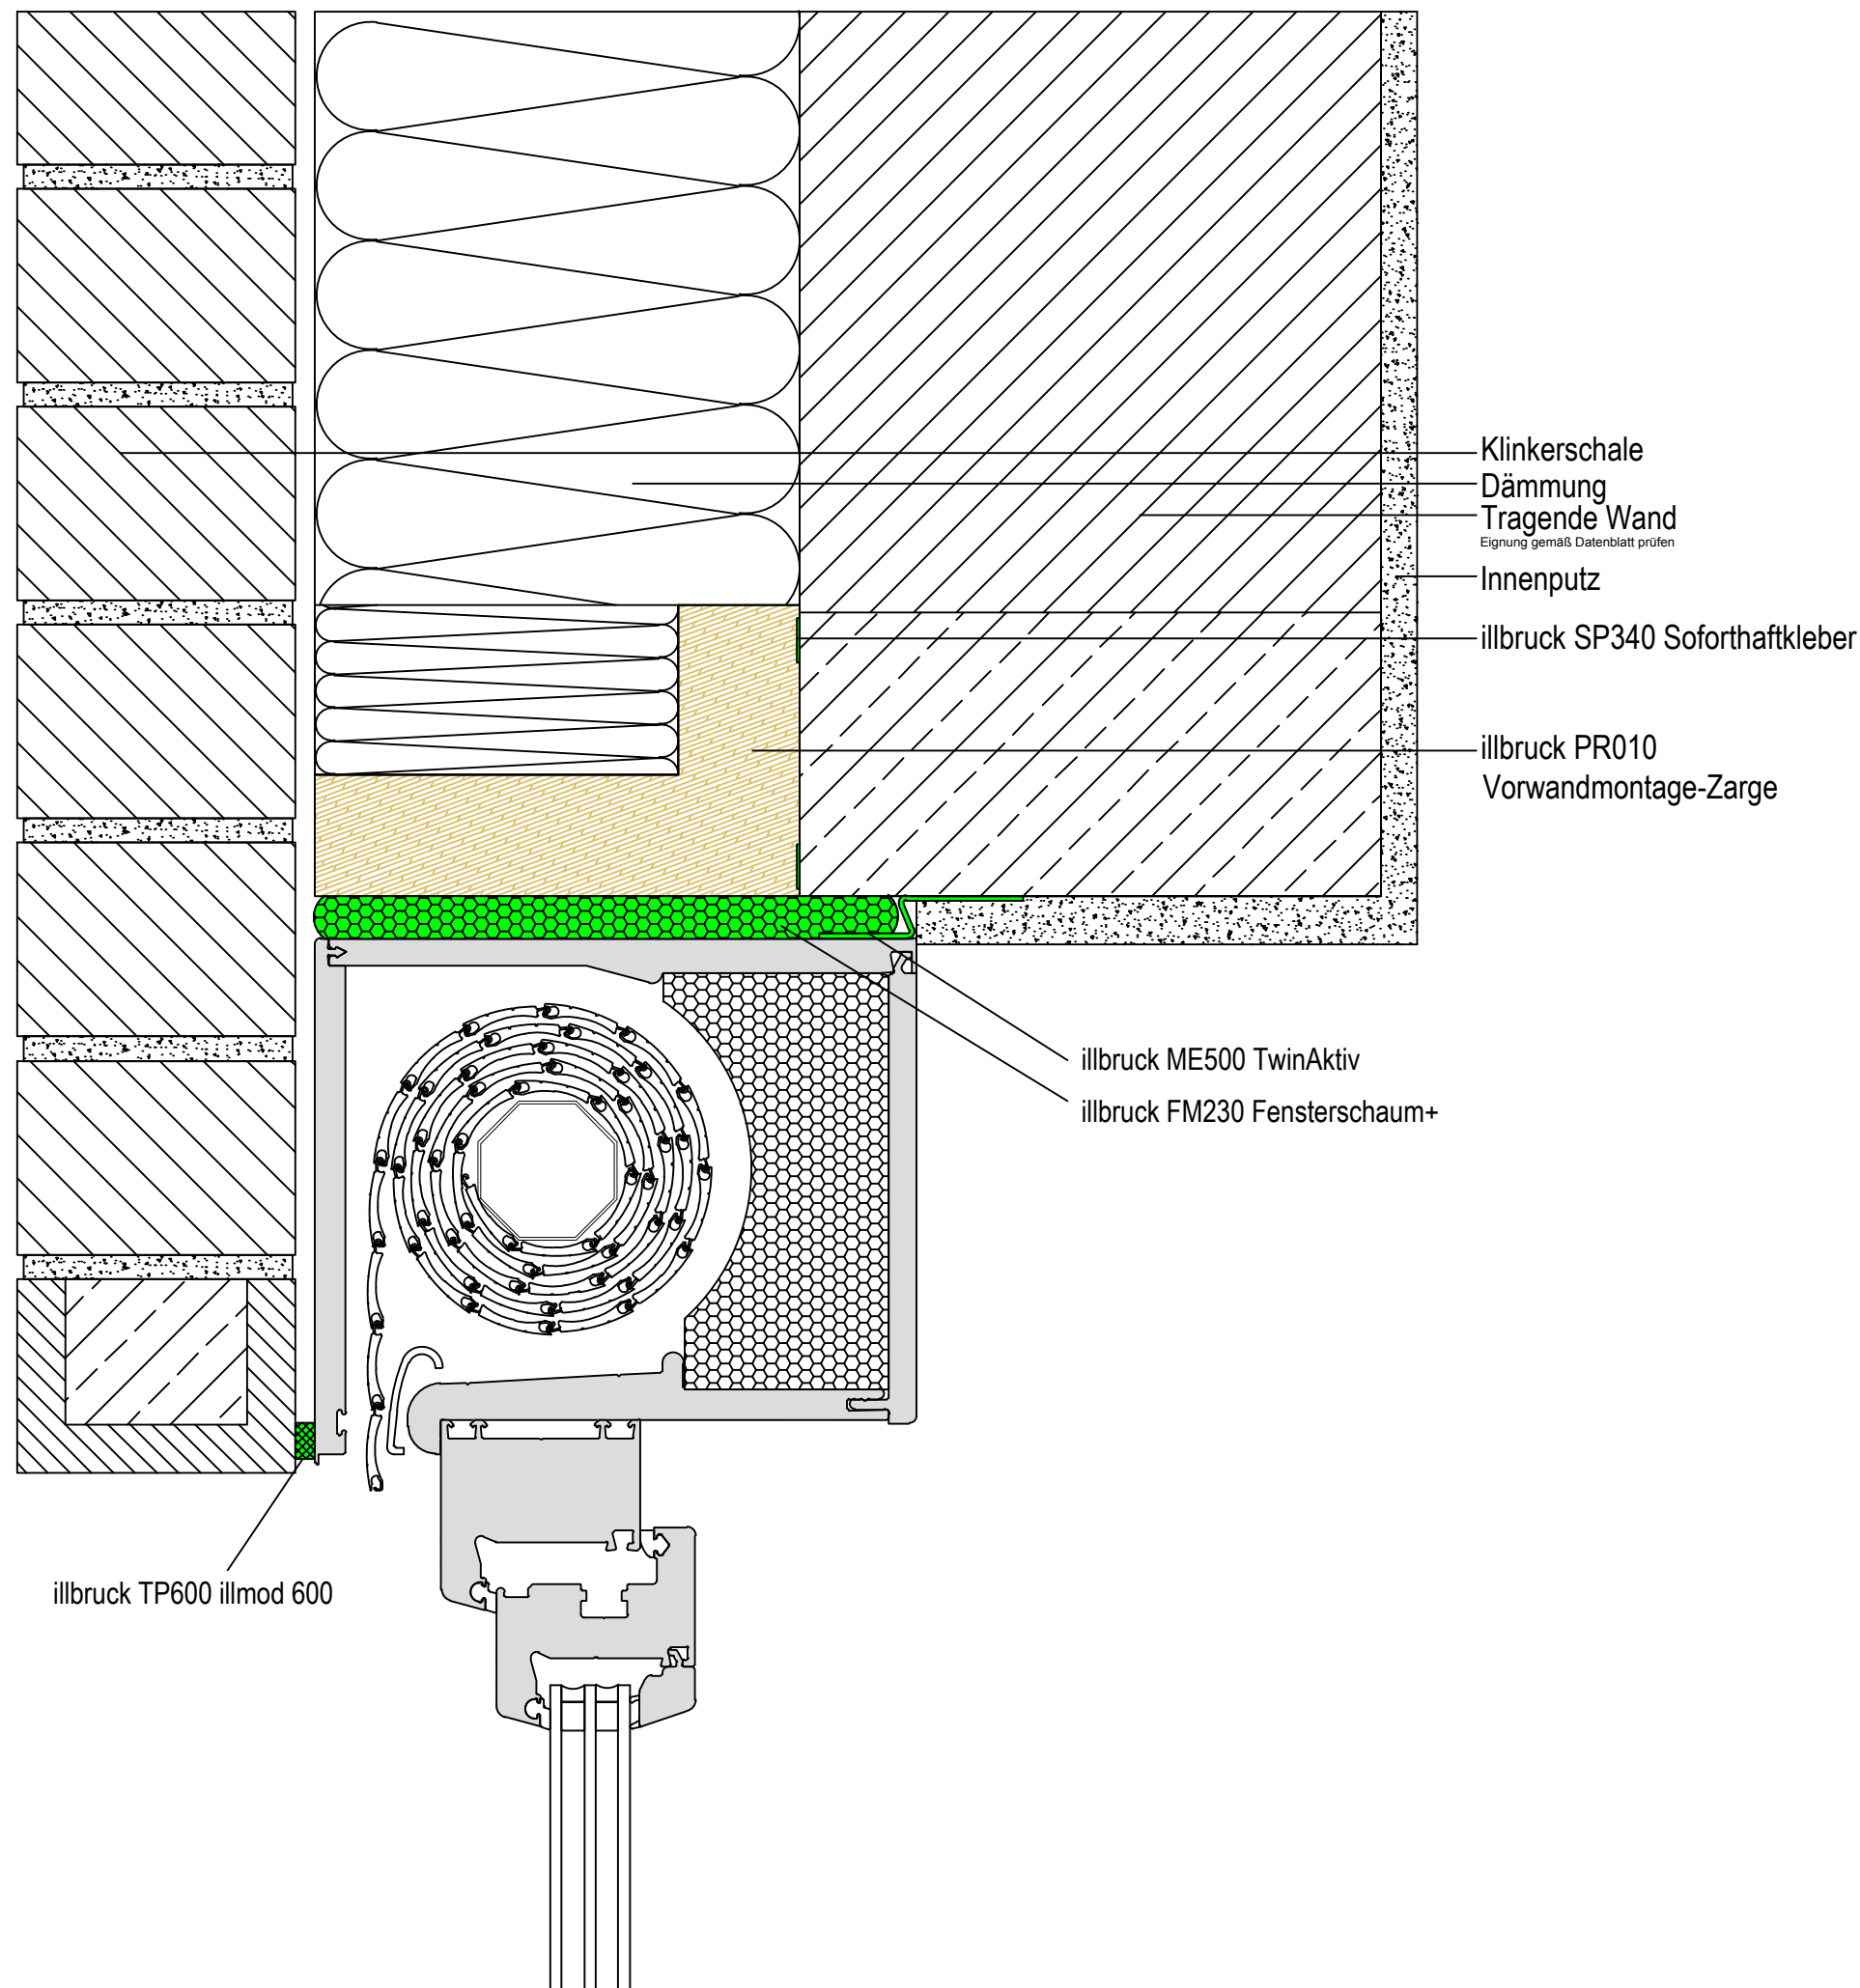 Klinkerschale
Dämmung
Tragende Wand
Eignung gemäß Datenblatt prüfen
Innenputz
illbruck SP340 Soforthaftkleber
illbruck PR010
Vorwandmontage-Zarge
illbruck ME500 TwinAktiv
illbruck FM230 Fensterschaum+
illbruck TP600 illmod 600